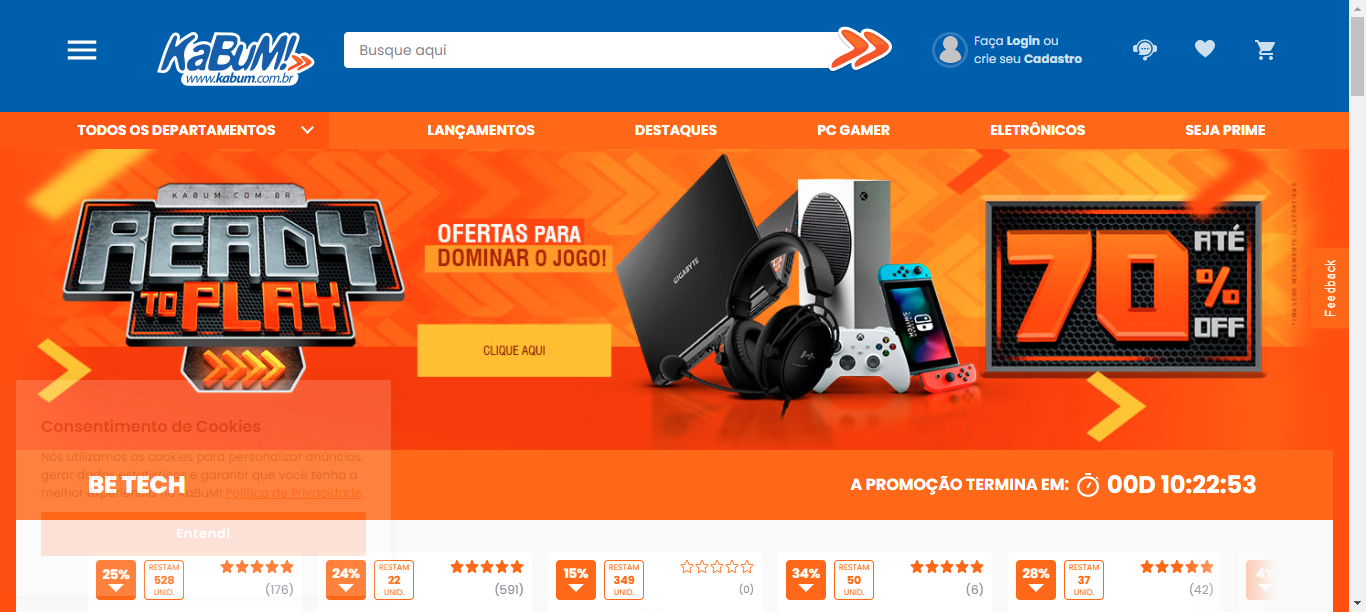 KaBuM!
www.kabum.com.br
Busque aqui
Faça Login ou
crie seu Cadastro
TODOS OS DEPARTAMENTOS
LANÇAMENTOS
DESTAQUES
PC GAMER
ELETRÔNICOS
SEJA PRIME
KABUM.COM.BR
READY
TO PLAY
OFERTAS PARA
DOMINAR O JOGO!
CLIQUE AQUI
GIGABYTE
NINTENDO
SWITCH
70
ATÉ
%
OFF
*IMAGENS MERAMENTE ILUSTRATIVAS
Feedback
Consentimento de Cookies
Nós utilizamos os cookies para personalizar anúncios,
gerar dados estatísticos e garantir que você tenha a
melhor experiência no KaBuM! Política de Privacidade
Entendi
BE TECH
A PROMOÇÃO TERMINA EM: 00D 10:22:53
25%
RESTAM
528
UNID.
(176)
24%
RESTAM
22
UNID.
(591)
15%
RESTAM
349
UNID.
(0)
34%
RESTAM
50
UNID.
(6)
28%
RESTAM
37
UNID.
(42)